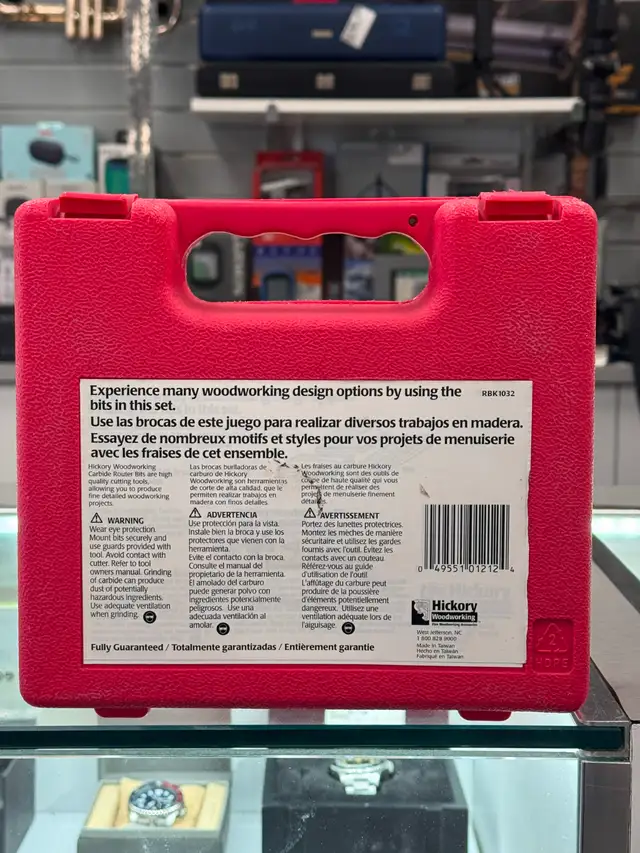 Experience many woodworking design options by using the
bits in this set.
RBK1032
Use las brocas de este juego para realizar diversos trabajos en madera.
Essayez de nombreux motifs et styles pour vos projets de menuiserie
avec les fraises de cet ensemble.
Hickory Woodworking
Carbide Router Bits are high
quality cutting tools,
allowing you to produce
fine detailed woodworking
projects.
WARNING
Wear eye protection.
Mount bits securely and
use guards provided with
tool. Avoid contact with
cutter. Refer to tool
owners manual. Grinding
of carbide can produce
dust of potentially
hazardous ingredients.
Use adequate ventilation
when grinding.
Las brocas buriladoras de
carburo de Hickory
Woodworking son herramientas
de corte de alta calidad, que le
permiten realizar trabajos en
madera con finos detalles.
ADVERTENCIA
Use protección para la vista.
Instale bien la broca y use los
protectores que vienen con la
herramienta.
Evite el contacto con la broca.
Consulte el manual del
propietario de la herramienta.
El amolado del carburo
puede generar polvo con
ingredientes potencialmente
peligrosos. Use una
adecuada ventilación al
amolar.
Les fraises au carbure Hickory
Woodworking sont des outils de
coupe de haute qualité qui vous
permettent de réaliser des
projets de menuiserie finement
détaillés.
AVERTISSEMENT
Portez des lunettes protectrices.
Montez les mèches de manière
sécuritaire et utilisez les gardes
fournis avec l'outil. Évitez les
contacts avec un couteau
Référez-vous au guide
d'utilisation de l'outil
L'affûtage du carbure peut
produire de la poussière
d'éléments potentiellement
dangereux. Utilisez une
ventilation adéquate lors de
l'aiguisage
0 49551 01212 4
Hickory
Woodworking
West Jefferson, NC
1 800 828 9000
Made in Taiwan
Hecho en Taiwán
Fabriqué en Taiwan
Fully Guaranteed / Totalmente garantizadas / Entièrement garantie
2
HDPE